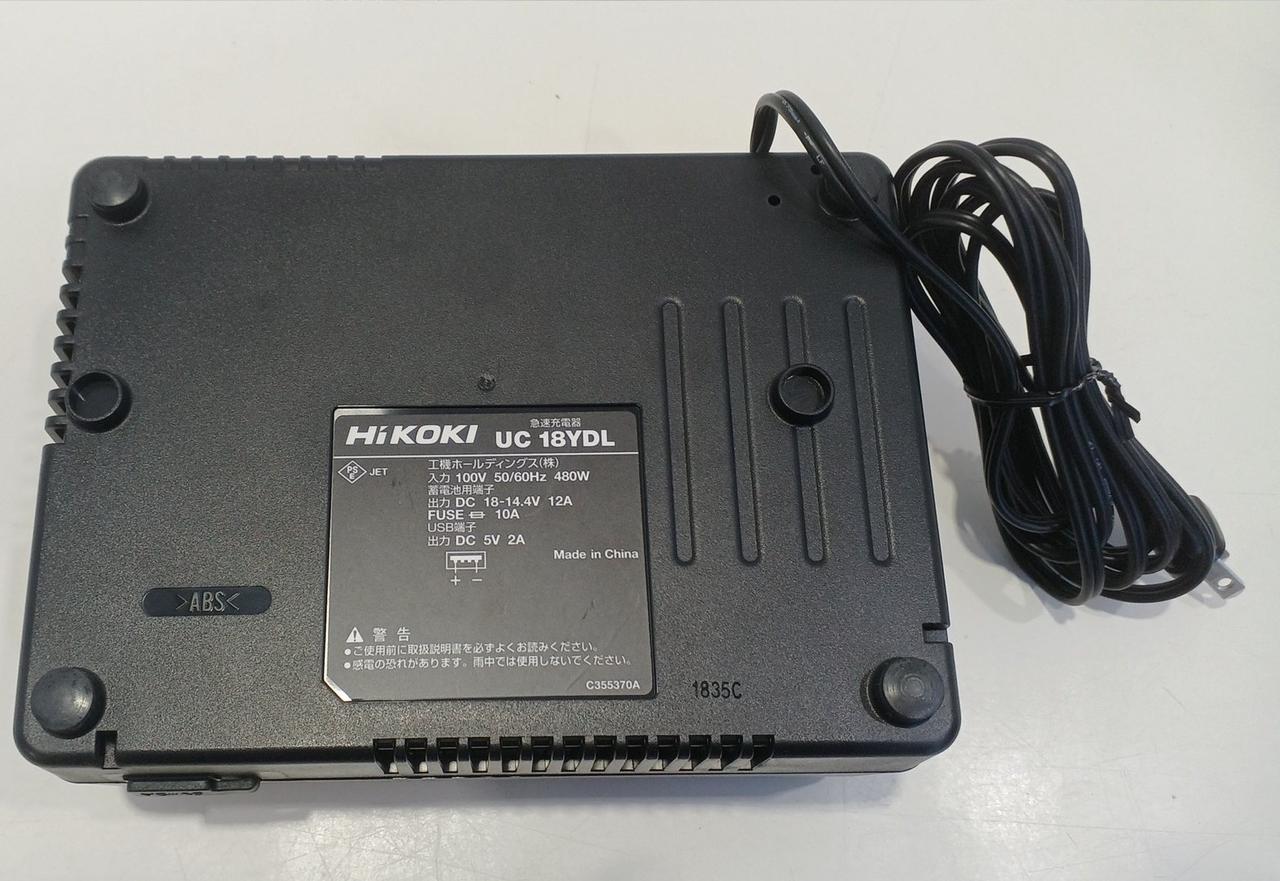 急速充電器
HiKOKI UC 18YDL
PS E JET
工機ホールディングス(株)
入力 100V 50/60Hz 480W
蓄電池用端子
出力 DC 18-14.4V 12A
FUSE 10A
USB端子
出力 DC 5V 2A
Made in China
+ −
警告
●ご使用前に取扱説明書を必ずよくお読みください。
●感電の恐れがあります。雨中では使用しないでください。
C355370A
>ABS<
1835C